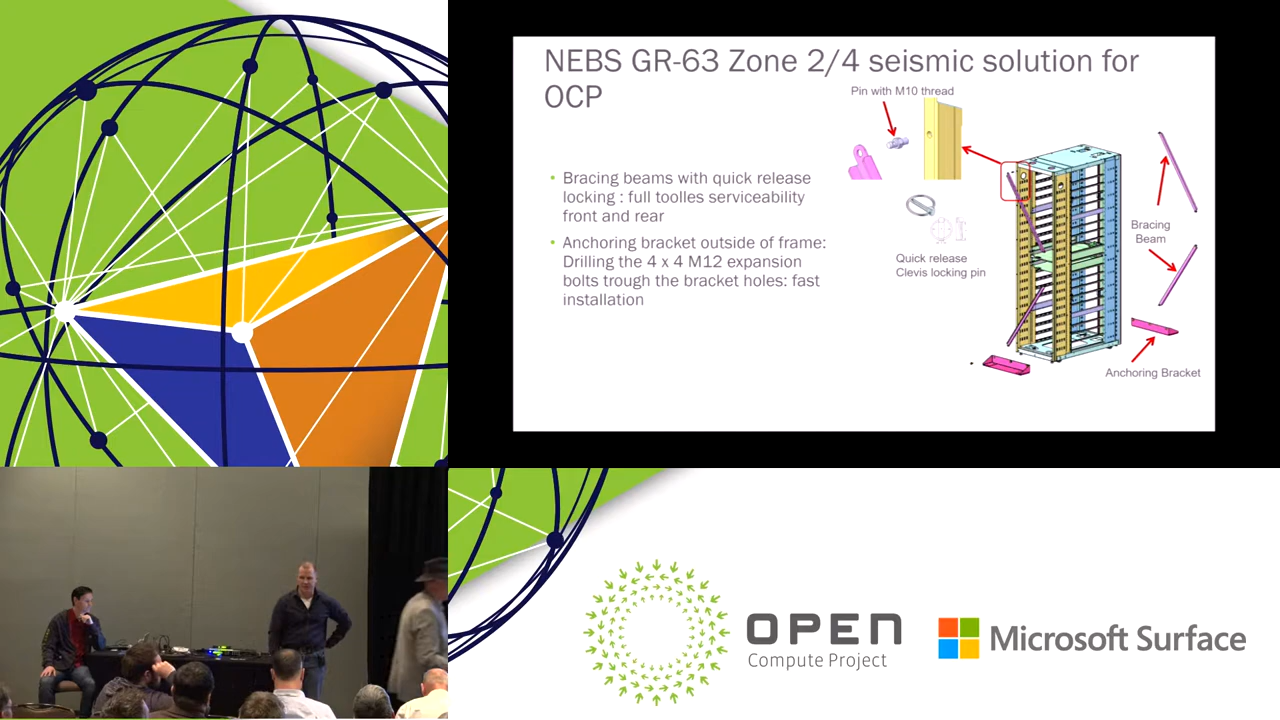 NEBS GR-63 Zone 2/4 seismic solution for
OCP
Pin with M10 thread
• Bracing beams with quick release
locking : full toolles serviceability
front and rear
• Anchoring bracket outside of frame:
Drilling the 4 x 4 M12 expansion
bolts trough the bracket holes: fast
installation
Quick release
Clevis locking pin
Bracing
Beam
Anchoring Bracket
OPEN
Compute Project
Microsoft Surface